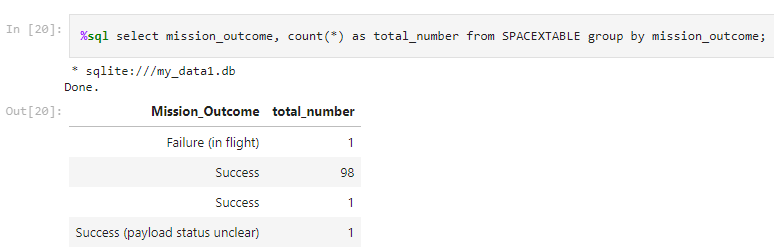 In [20]: %sql select mission_outcome, count(*) as total_number from SPACEXTABLE group by mission_outcome;
* sqlite:///my_data1.db
Done.
Out[20]: Mission_Outcome total_number
Failure (in flight) 1
Success 98
Success 1
Success (payload status unclear) 1